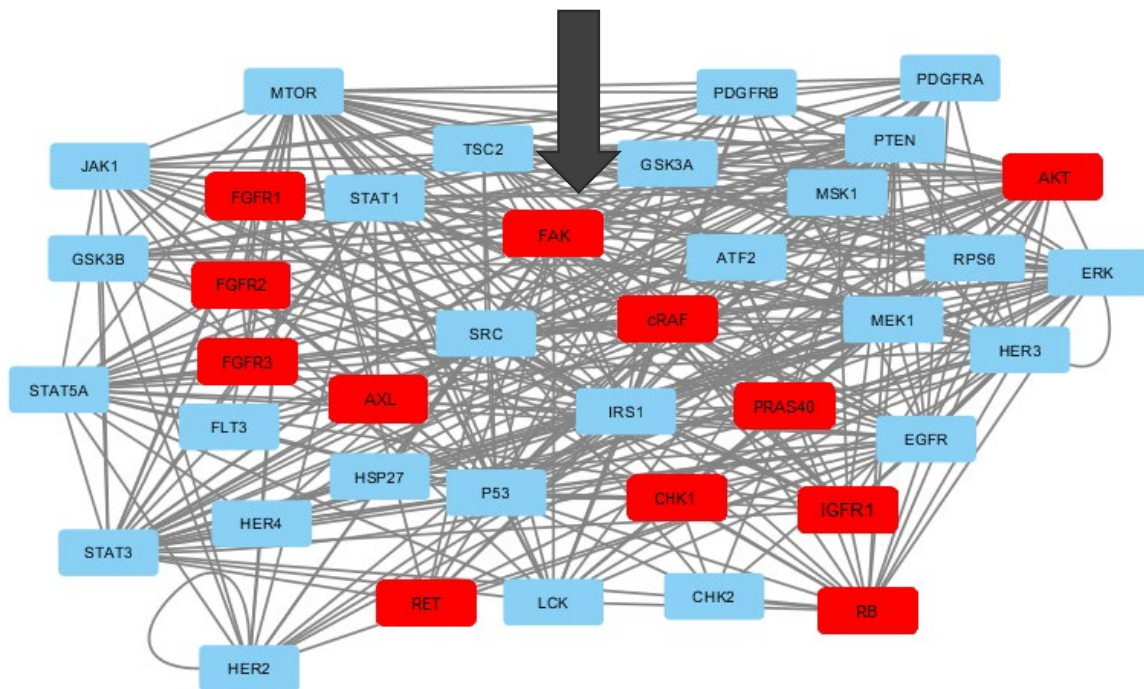 PDGFRA
MTOR
PDGFRB
PTEN
TSC2
GSK3A
JAK1
AKT
FGFR1
STAT1
MSK1
FAK
GSK3B
ATF2
RPS6
ERK
FGFR2
cRAF
MEK1
SRC
HER3
FGFR3
STAT5A
AXL
PRAS40
IRS1
FLT3
EGFR
HSP27
P53
CHK1
IGFR1
HER4
STAT3
CHK2
RET
LCK
RB
HER2